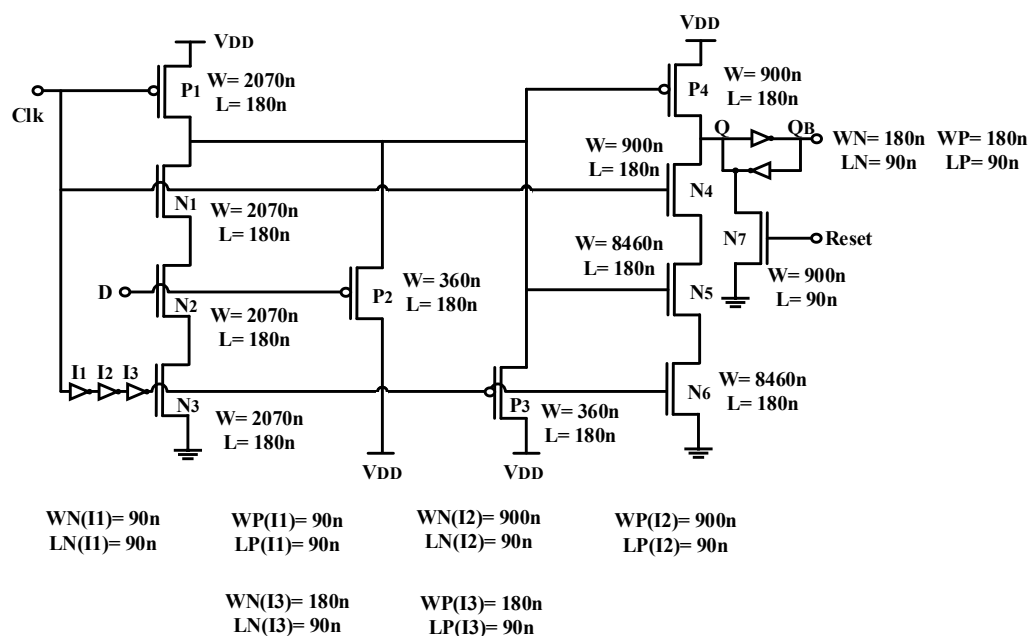 VDD
VDD
Clk
P1
W= 2070n
L= 180n
P4
W= 900n
L= 180n
Q
QB
WN= 180n WP= 180n
LN= 90n LP= 90n
W= 900n
L= 180n
N1
W= 2070n
L= 180n
N4
N7
Reset
W= 900n
L= 90n
D
N2
W= 2070n
L= 180n
P2
W= 360n
L= 180n
W= 8460n
L= 180n
N5
I1 I2 I3
N3
W= 2070n
L= 180n
P3
W= 360n
L= 180n
N6
W= 8460n
L= 180n
VDD
VDD
WN(I1)= 90n
LN(I1)= 90n
WP(I1)= 90n
LP(I1)= 90n
WN(I2)= 900n
LN(I2)= 90n
WP(I2)= 900n
LP(I2)= 90n
WN(I3)= 180n
LN(I3)= 90n
WP(I3)= 180n
LP(I3)= 90n